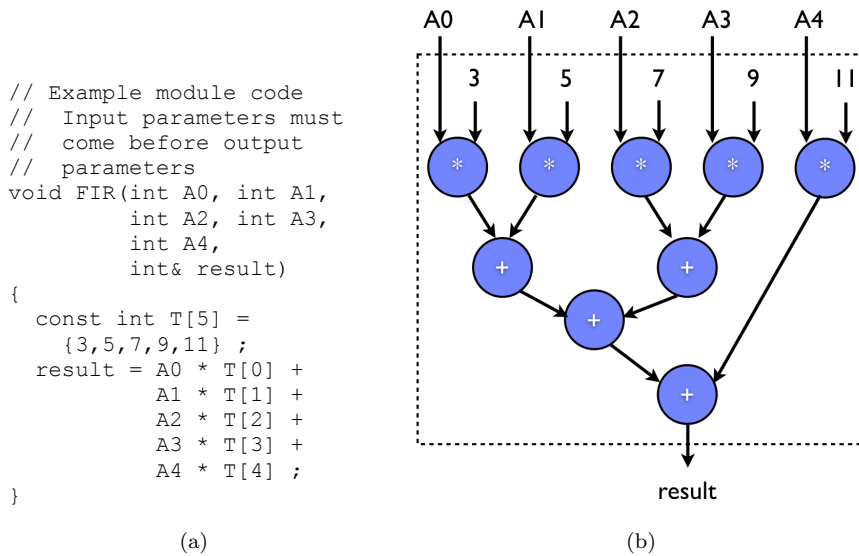 // Example module code
//  Input parameters must
//  come before output
//  parameters
void FIR(int A0, int A1,
         int A2, int A3,
         int A4,
         int& result)
{
  const int T[5] =
    {3,5,7,9,11} ;
  result = A0 * T[0] +
           A1 * T[1] +
           A2 * T[2] +
           A3 * T[3] +
           A4 * T[4] ;
}
(a)
A0 A1 A2 A3 A4
3 5 7 9 11
* * * * *
+ +
+
+
result
(b)